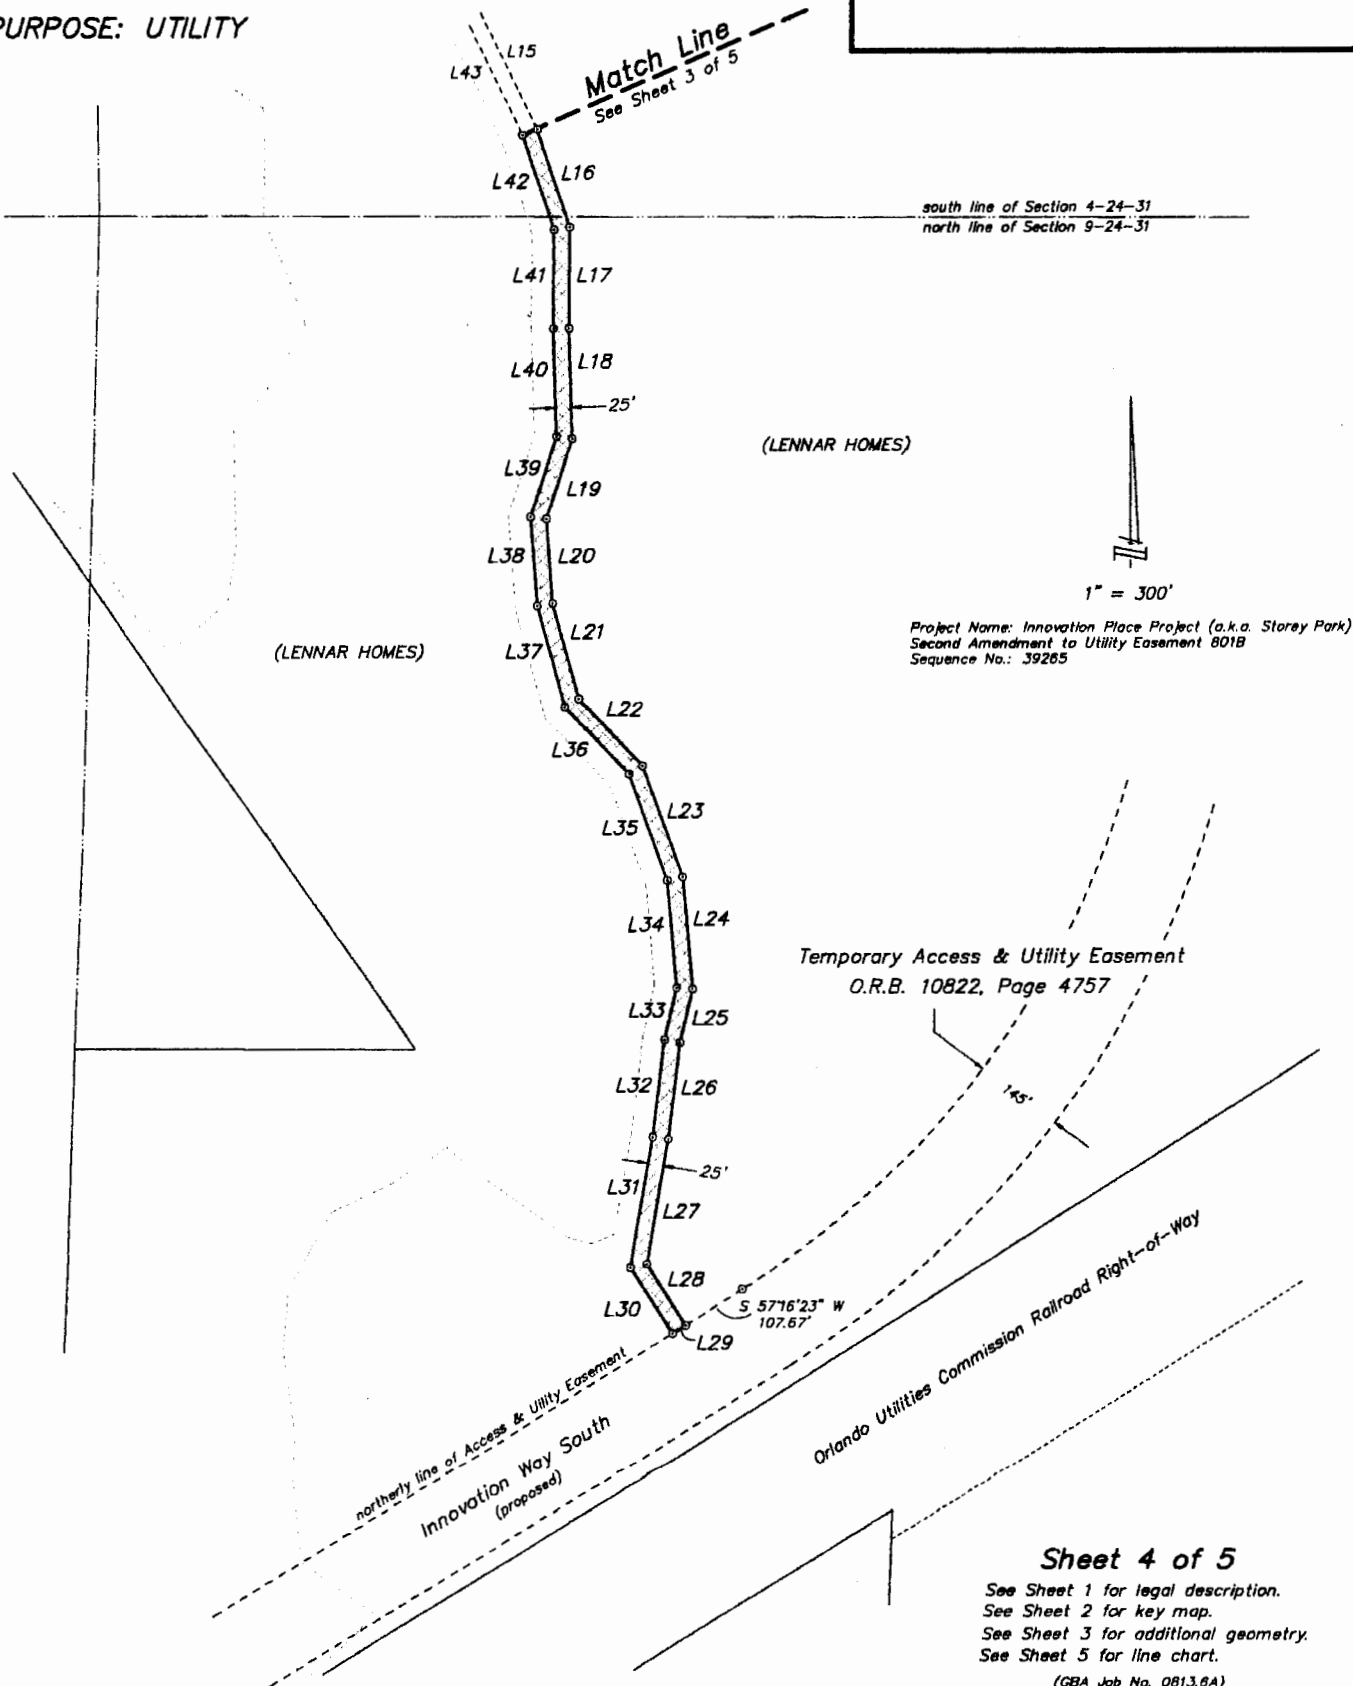 PURPOSE: UTILITY
L15
L43
Match Line
See Sheet 3 of 5
L16
L42
south line of Section 4-24-31
north line of Section 9-24-31
L41
L17
L40
L18
25'
(LENNAR HOMES)
L39
L19
L38
L20
1" = 300'
Project Name: Innovation Place Project (a.k.a. Storey Park)
Second Amendment to Utility Easement 801B
Sequence No.: 39265
L37
L21
(LENNAR HOMES)
L22
L36
L23
L35
L34
L24
Temporary Access & Utility Easement
O.R.B. 10822, Page 4757
L33
L25
L32
L26
145'
25'
L31
L27
L28
L30
S 57°16'23" W
107.67'
L29
Orlando Utilities Commission Railroad Right-of-Way
northerly line of Access & Uility Easement
Innovation Way South
(proposed)
Sheet 4 of 5
See Sheet 1 for legal description.
See Sheet 2 for key map.
See Sheet 3 for additional geometry.
See Sheet 5 for line chart.
(GBA Job No. 0813.6A)